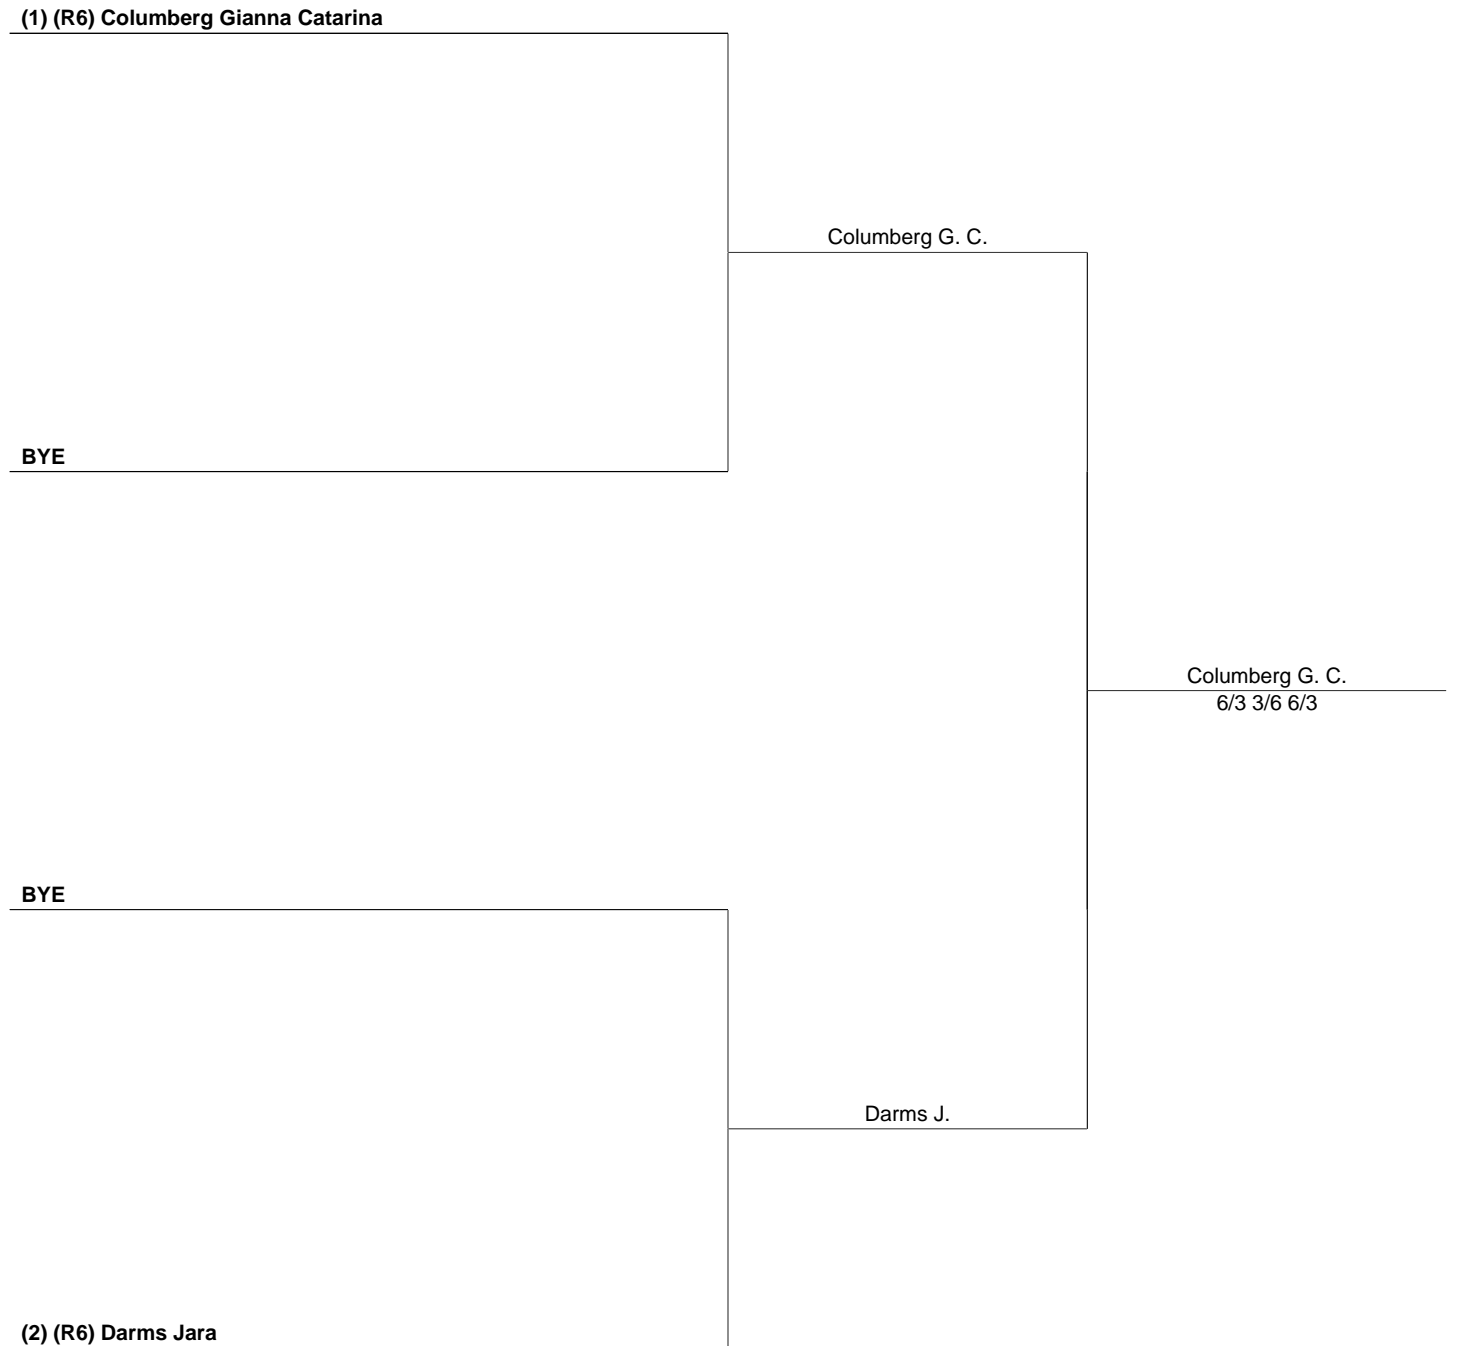 (1) (R6) Columberg Gianna Catarina
Columberg G. C.
BYE
Columberg G. C.
6/3 3/6 6/3
BYE
Darms J.
(2) (R6) Darms Jara